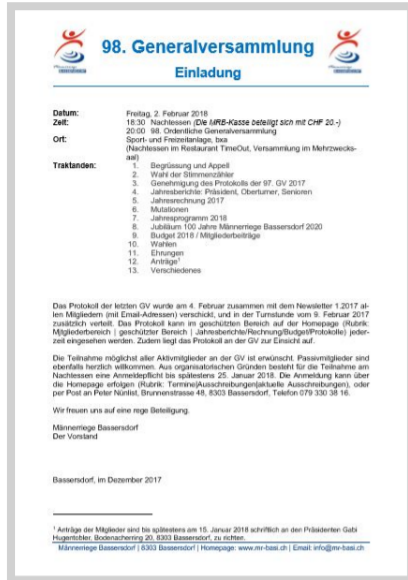 98. Generalversammlung
Einladung
Datum: Freitag, 2. Februar 2018
Zeit: 18:30 Nachtessen (Die MRB-Kasse beteiligt sich mit CHF 20.-)
20:00 98. Ordentliche Generalversammlung
Ort: Sport- und Freizeitanlage, bxa
(Nachtessen im Restaurant TimeOut, Versammlung im Mehrzwecks-
aal)
Traktanden: 1. Begrüssung und Appell
2. Wahl der Stimmenzähler
3. Genehmigung des Protokolls der 97. GV 2017
4. Jahresberichte: Präsident, Oberturner, Senioren
5. Jahresrechnung 2017
6. Mutationen
7. Jahresprogramm 2018
8. Jubiläum 100 Jahre Männerriege Bassersdorf 2020
9. Budget 2018 / Mitgliederbeiträge
10. Wahlen
11. Ehrungen
12. Anträge¹
13. Verschiedenes
Das Protokoll der letzten GV wurde am 4. Februar zusammen mit dem Newsletter 1.2017 al-
len Mitgliedern (mit Email-Adressen) verschickt, und in der Turnstunde vom 9. Februar 2017
zusätzlich verteilt. Das Protokoll kann im geschützten Bereich auf der Homepage (Rubrik:
Mitgliederbereich | geschützter Bereich | Jahresberichte/Rechnung/Budget/Protokolle) jeder-
zeit eingesehen werden. Zudem liegt das Protokoll an der GV zur Einsicht auf.
Die Teilnahme möglichst aller Aktivmitglieder an der GV ist erwünscht. Passivmitglieder sind
ebenfalls herzlich willkommen. Aus organisatorischen Gründen besteht für die Teilnahme am
Nachtessen eine Anmeldepflicht bis spätestens 25. Januar 2018. Die Anmeldung kann über
die Homepage erfolgen (Rubrik: Termine|Ausschreibungen|aktuelle Ausschreibungen), oder
per Post an Peter Nünlist, Brunnenstrasse 48, 8303 Bassersdorf, Telefon 079 330 38 16.
Wir freuen uns auf eine rege Beteiligung.
Männerriege Bassersdorf
Der Vorstand
Bassersdorf, im Dezember 2017
¹ Anträge der Mitglieder sind bis spätestens am 15. Januar 2018 schriftlich an den Präsidenten Gabi
Hugentobler, Bodenacherring 20, 8303 Bassersdorf, zu richten.
Männerriege Bassersdorf | 8303 Bassersdorf | Homepage: www.mr-basi.ch | Email: info@mr-basi.ch